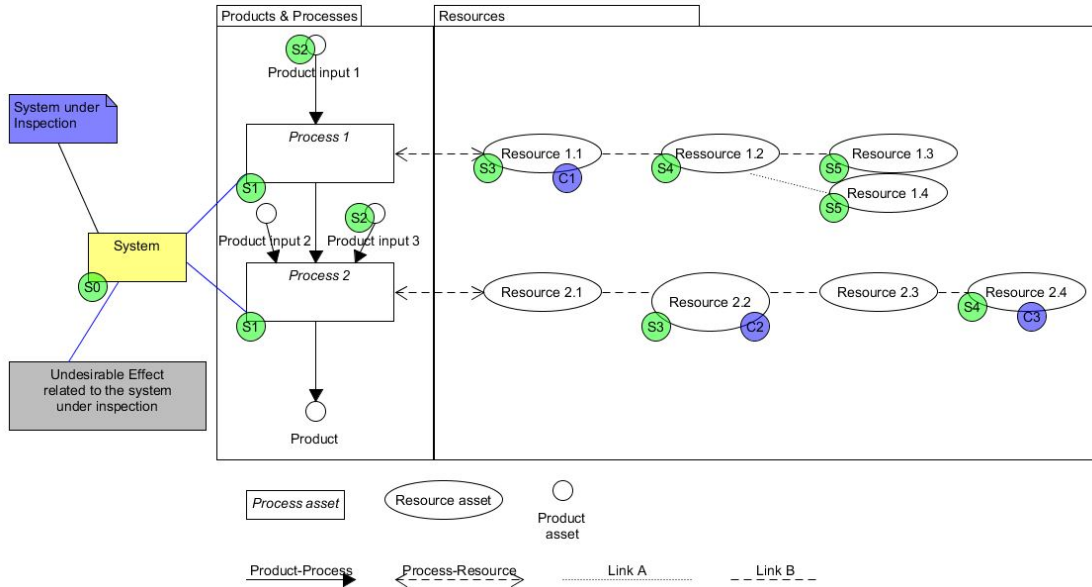 Products & Processes
Resources
S2
Product input 1
System under
Inspection
Process 1
Resource 1.1
Ressource 1.2
Resource 1.3
S3
S4
S5
C1
S1
Resource 1.4
S5
S2
Product input 2
Product input 3
System
S0
Process 2
Resource 2.1
Resource 2.2
Resource 2.3
Resource 2.4
S1
S3
C2
S4
C3
Undesirable Effect
related to the system
under inspection
Product
Process asset
Resource asset
Product
asset
Product-Process
Process-Resource
Link A
Link B